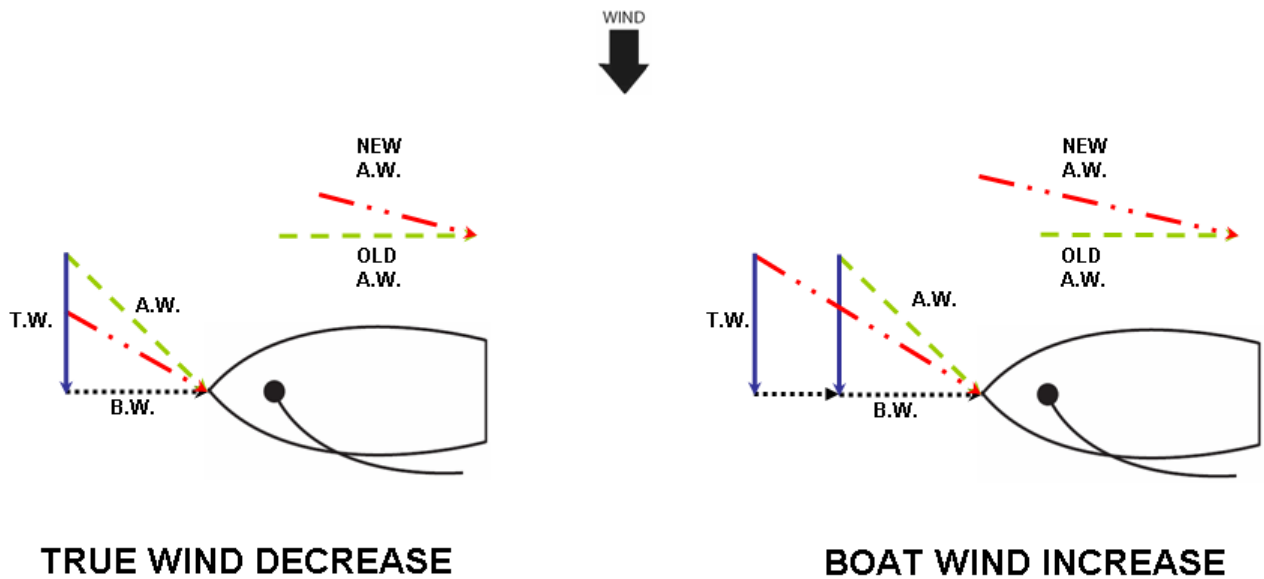 WIND
NEW
A.W.
OLD
A.W.
T.W.
A.W.
B.W.
TRUE WIND DECREASE
NEW
A.W.
OLD
A.W.
T.W.
A.W.
B.W.
BOAT WIND INCREASE